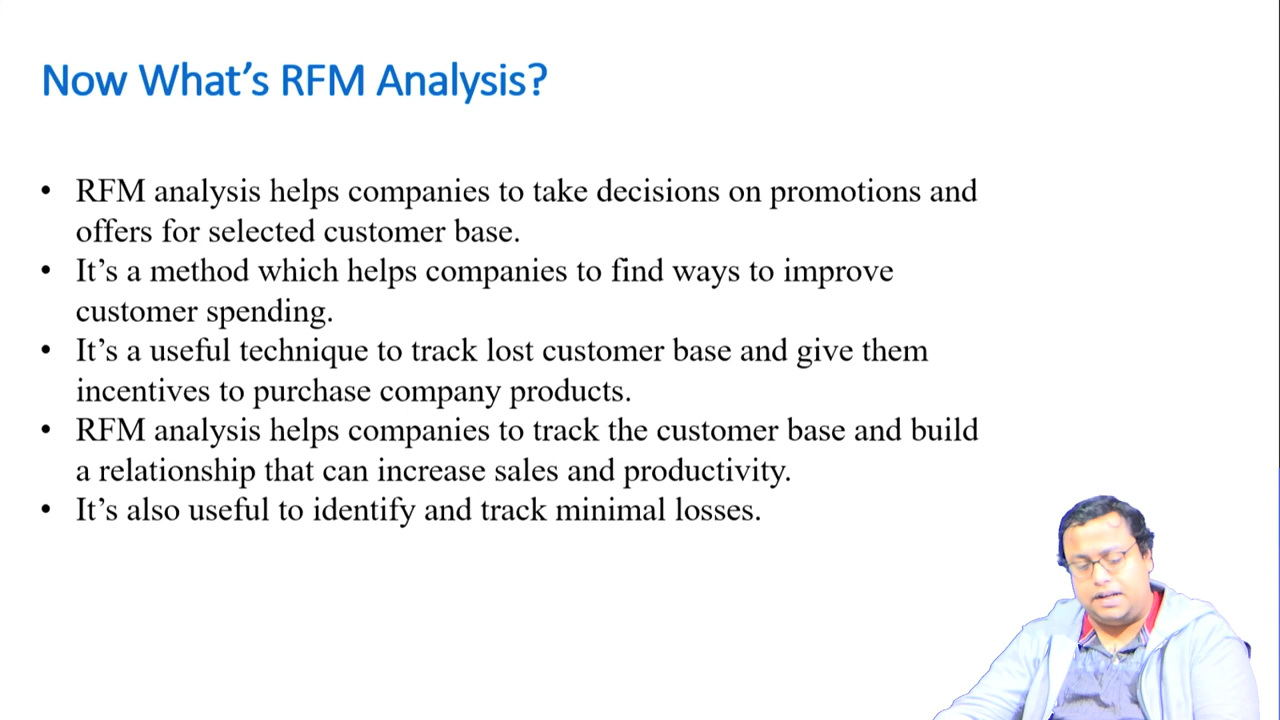 Now What’s RFM Analysis?
• RFM analysis helps companies to take decisions on promotions and
offers for selected customer base.
• It’s a method which helps companies to find ways to improve
customer spending.
• It’s a useful technique to track lost customer base and give them
incentives to purchase company products.
• RFM analysis helps companies to track the customer base and build
a relationship that can increase sales and productivity.
• It’s also useful to identify and track minimal losses.